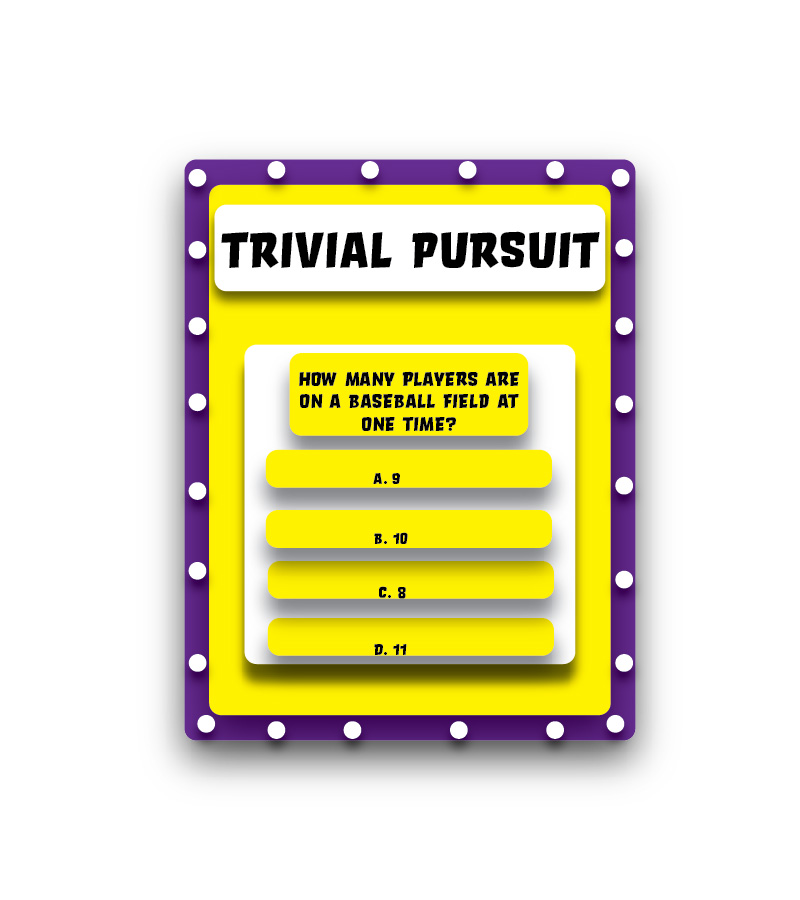 TRIVIAL PURSUIT
HOW MANY PLAYERS ARE
ON A BASEBALL FIELD AT
ONE TIME?
A. 9
B. 10
C. 8
D. 11